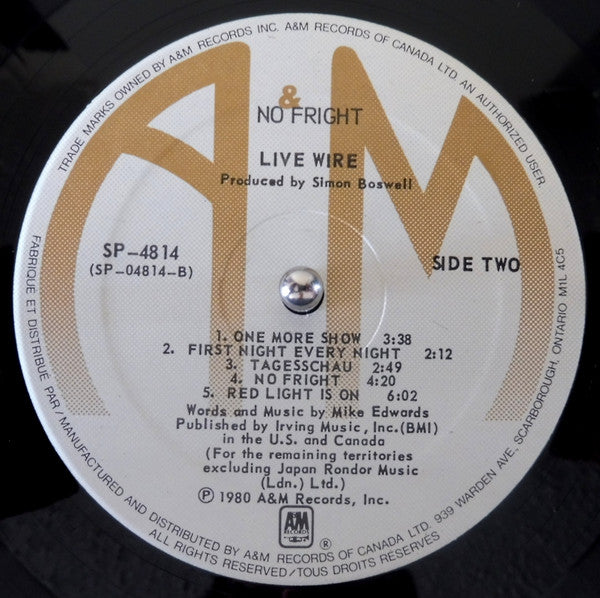 TRADE MARKS OWNED BY A&M RECORDS INC. A&M RECORDS OF CANADA LTD. AN AUTHORIZED USER
A&M
NO FRIGHT
LIVE WIRE
Produced by Simon Boswell
SP-4814
(SP-04814-B)
SIDE TWO
1. ONE MORE SHOW 3:38
2. FIRST NIGHT EVERY NIGHT 2:12
3. TAGESSCHAU 2:49
4. NO FRIGHT 4:20
5. RED LIGHT IS ON 6:02
Words and Music by Mike Edwards
Published by Irving Music, Inc.(BMI)
in the U.S. and Canada
(For the remaining territories
excluding Japan Rondor Music
(Ldn.) Ltd.)
℗ 1980 A&M Records, Inc.
A&M
RECORDS
®
FABRIQUÉ ET DISTRIBUÉ PAR / MANUFACTURED AND DISTRIBUTED BY A&M RECORDS OF CANADA LTD. 939 WARDEN AVE, SCARBOROUGH, ONTARIO M1L 4C5
ALL RIGHTS RESERVED/TOUS DROITS RESERVÉS